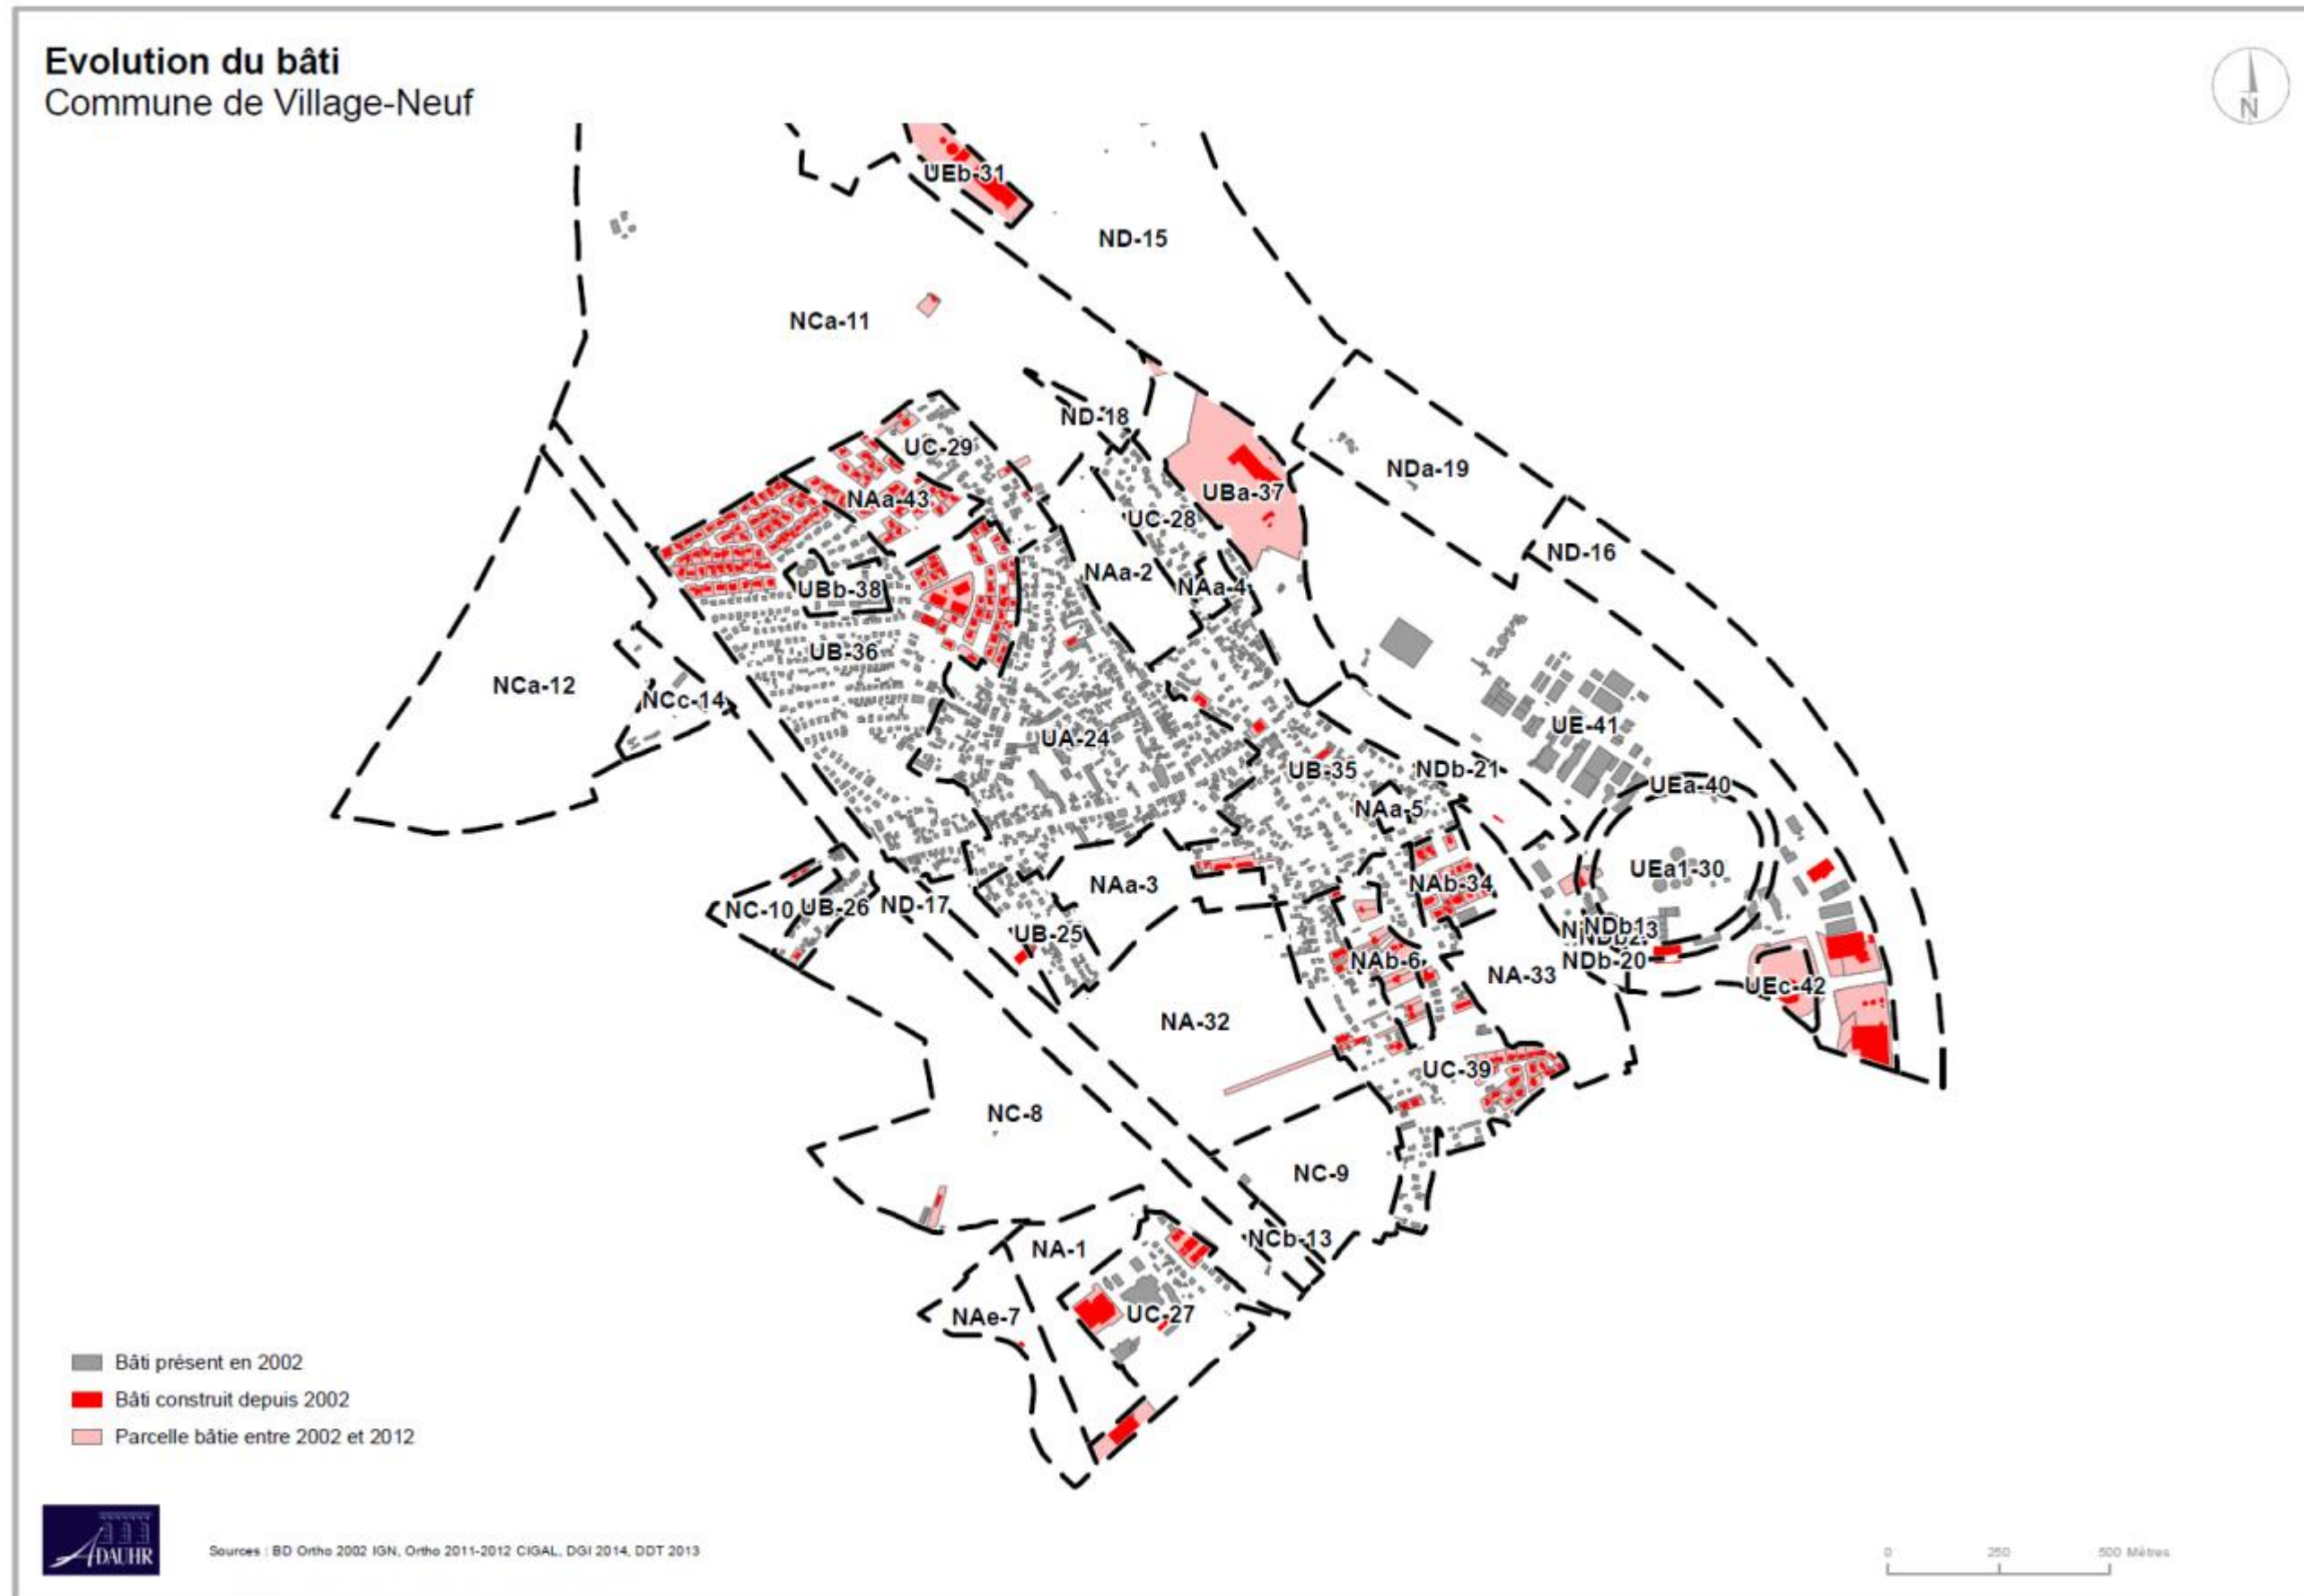 Evolution du bâti
Commune de Village-Neuf
N
UEb-31
ND-15
NCa-11
ND-18
UC-29
NDa-19
UBa-37
NAa-43
UC-28
ND-16
NAa-2
NAa-4
UBb-38
UB-36
NCa-12
NCc-14
UE-41
UA-24
UB-35
NDb-21
UEa-40
NAa-5
UEa1-30
NAa-3
NAb-34
NC-10
UB-26
ND-17
UB-25
NDb13
NDb-20
NAb-6
NA-33
UEc-42
NA-32
UC-39
NC-8
NC-9
NCb-13
NA-1
NAe-7
UC-27
Bâti présent en 2002
Bâti construit depuis 2002
Parcelle bâtie entre 2002 et 2012
ADAUHR
Sources : BD Ortho 2002 IGN, Ortho 2011-2012 CIGAL, DGI 2014, DDT 2013
0 250 500 Mètres